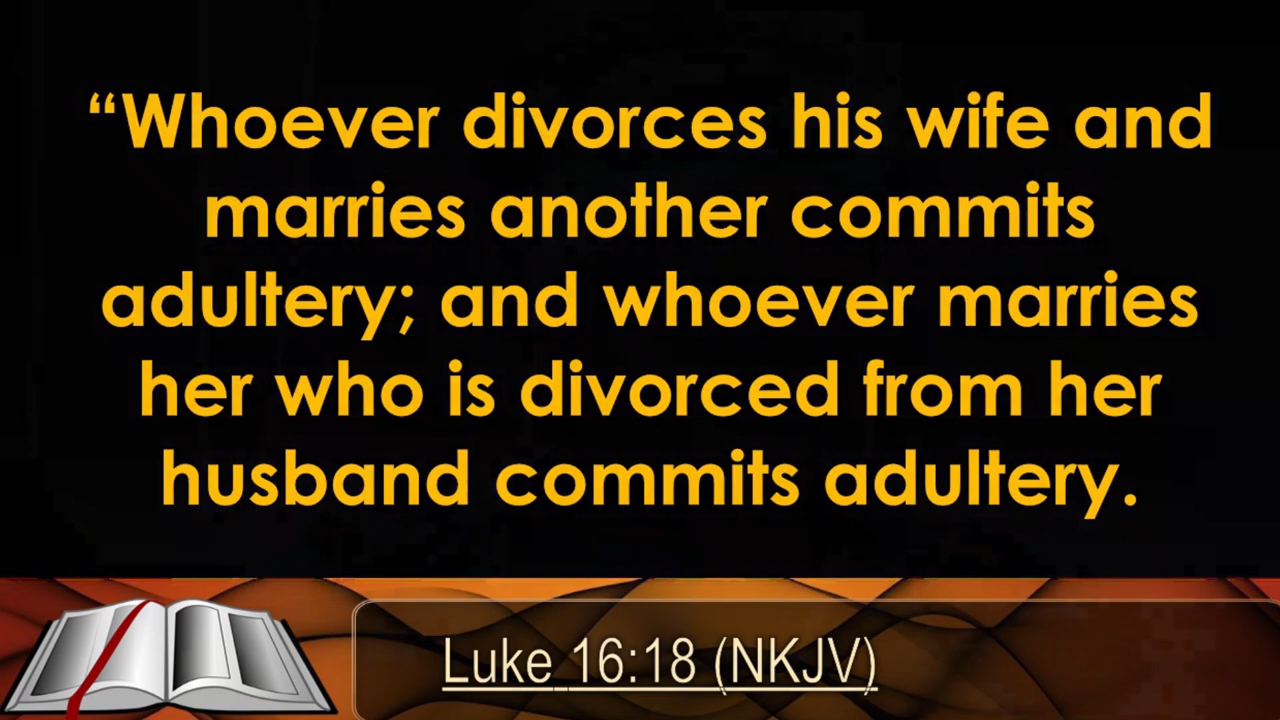 “Whoever divorces his wife and
marries another commits
adultery; and whoever marries
her who is divorced from her
husband commits adultery.
Luke 16:18 (NKJV)